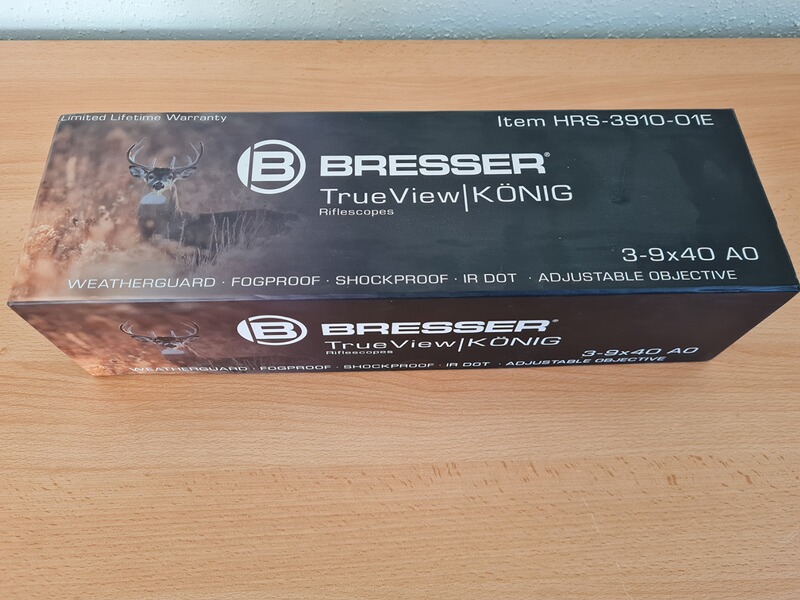 Limited Lifetime Warranty
Item HRS-3910-01E
B BRESSER®
TrueView|KÖNIG
Riflescopes
3-9x40 AO
WEATHERGUARD · FOGPROOF · SHOCKPROOF · IR DOT · ADJUSTABLE OBJECTIVE
B BRESSER®
TrueView|KÖNIG
Riflescopes
3-9x40 AO
WEATHERGUARD · FOGPROOF · SHOCKPROOF · IR DOT · ADJUSTABLE OBJECTIVE